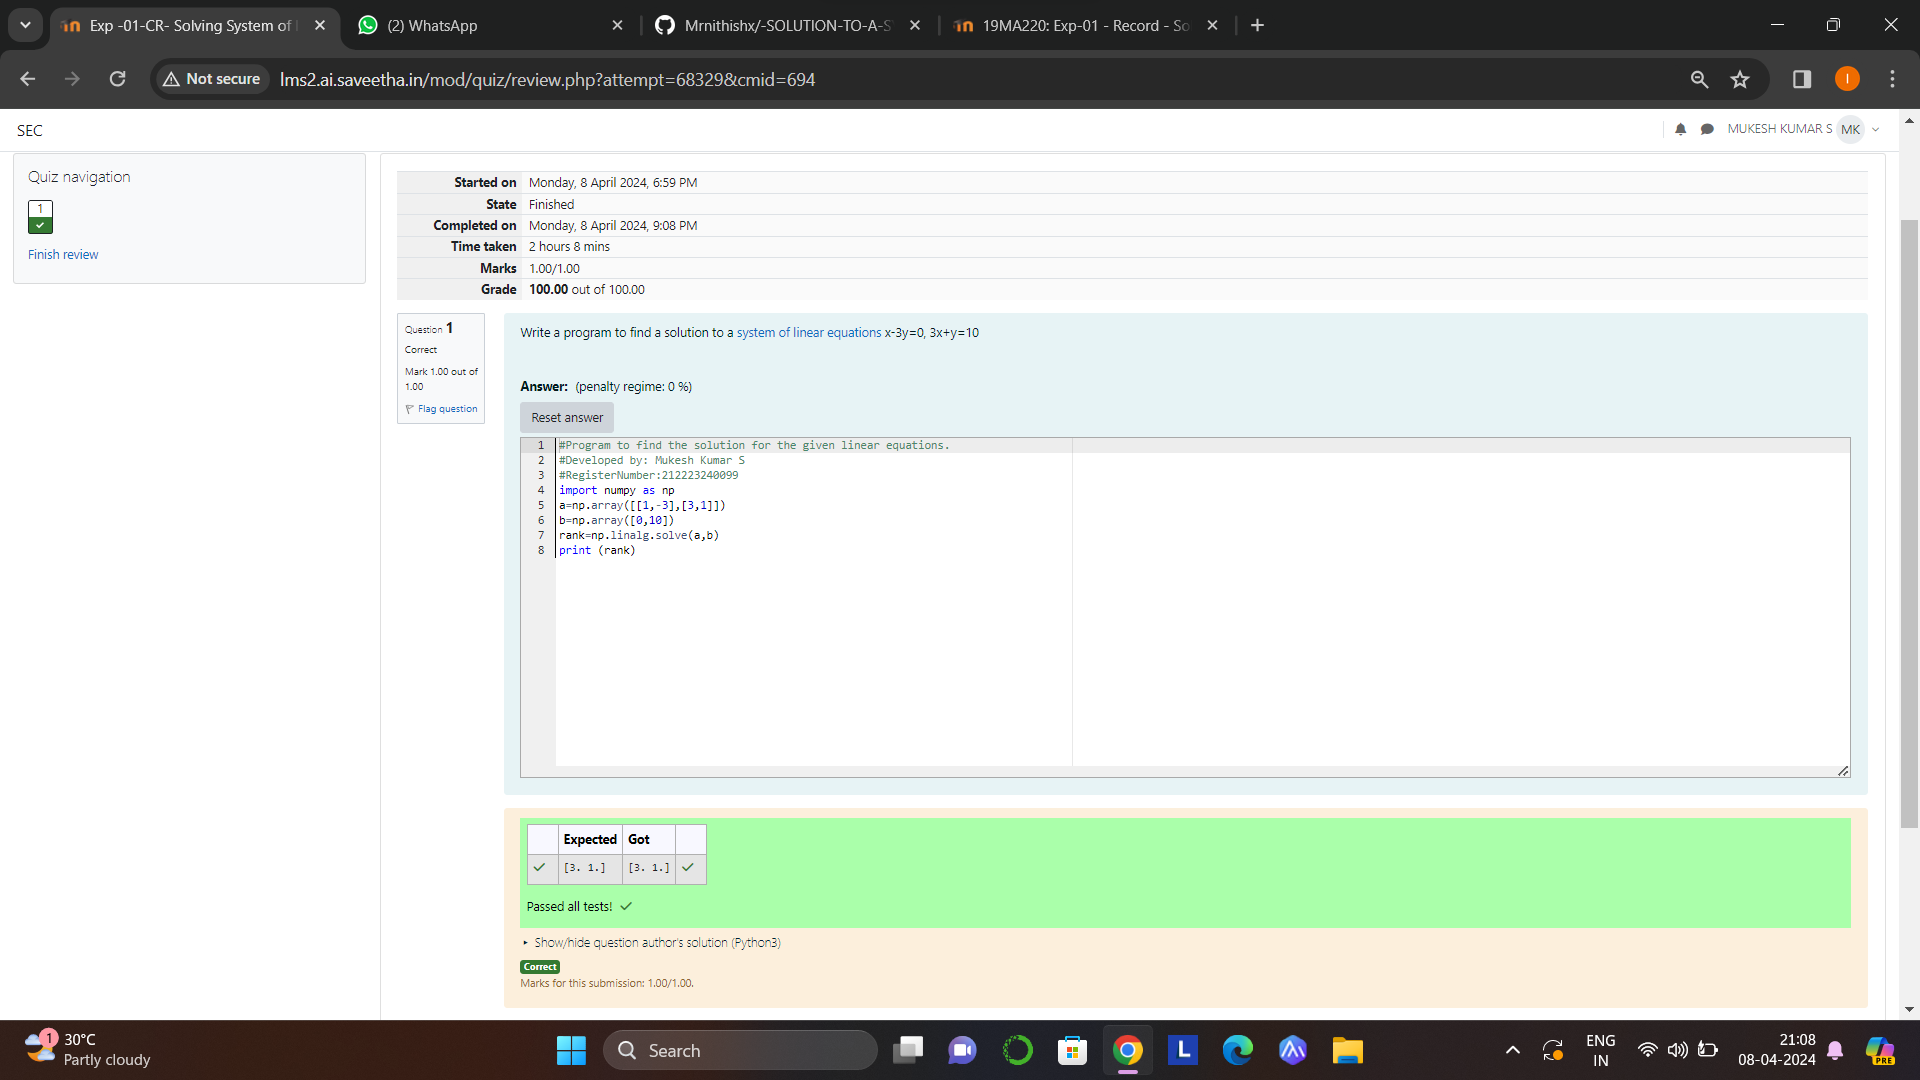 Exp -01-CR- Solving System of
(2) WhatsApp
Mrnithishx/-SOLUTION-TO-A-S
19MA220: Exp-01 - Record - So
Not secure
lms2.ai.saveetha.in/mod/quiz/review.php?attempt=68329&cmid=694
I
SEC
MUKESH KUMAR S
MK
Quiz navigation
1
Finish review
Started on Monday, 8 April 2024, 6:59 PM
State Finished
Completed on Monday, 8 April 2024, 9:08 PM
Time taken 2 hours 8 mins
Marks 1.00/1.00
Grade 100.00 out of 100.00
Question 1
Correct
Mark 1.00 out of
1.00
Flag question
Write a program to find a solution to a system of linear equations x-3y=0, 3x+y=10
Answer: (penalty regime: 0 %)
Reset answer
1 #Program to find the solution for the given linear equations.
2 #Developed by: Mukesh Kumar S
3 #RegisterNumber:212223240099
4 import numpy as np
5 a=np.array([[1,-3],[3,1]])
6 b=np.array([0,10])
7 rank=np.linalg.solve(a,b)
8 print (rank)
Expected Got
[3. 1.] [3. 1.]
Passed all tests!
Show/hide question author's solution (Python3)
Correct
Marks for this submission: 1.00/1.00.
1
30°C
Partly cloudy
Search
L
ENG
IN
21:08
08-04-2024
PRE